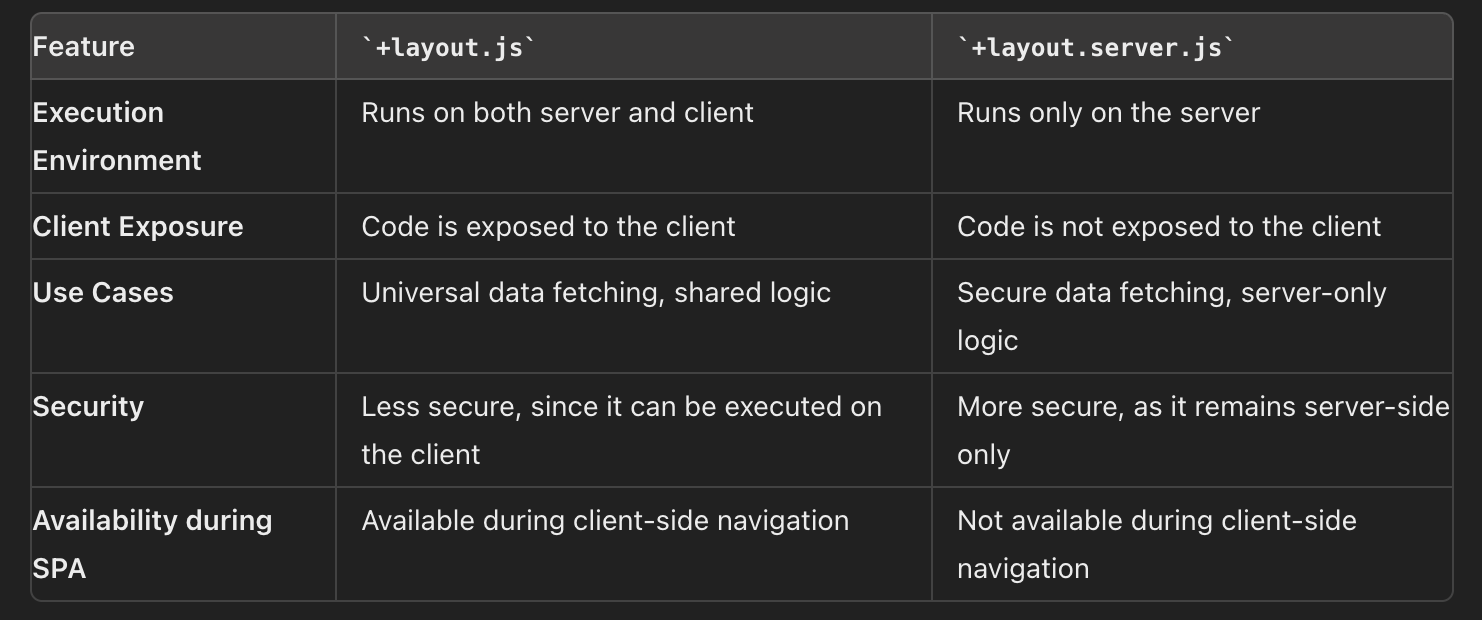 Feature `+layout.js` `+layout.server.js`
Execution Runs on both server and client Runs only on the server
Environment
Client Exposure Code is exposed to the client Code is not exposed to the client
Use Cases Universal data fetching, shared logic Secure data fetching, server-only
logic
Security Less secure, since it can be executed on More secure, as it remains server-side
the client only
Availability during Available during client-side navigation Not available during client-side
SPA navigation